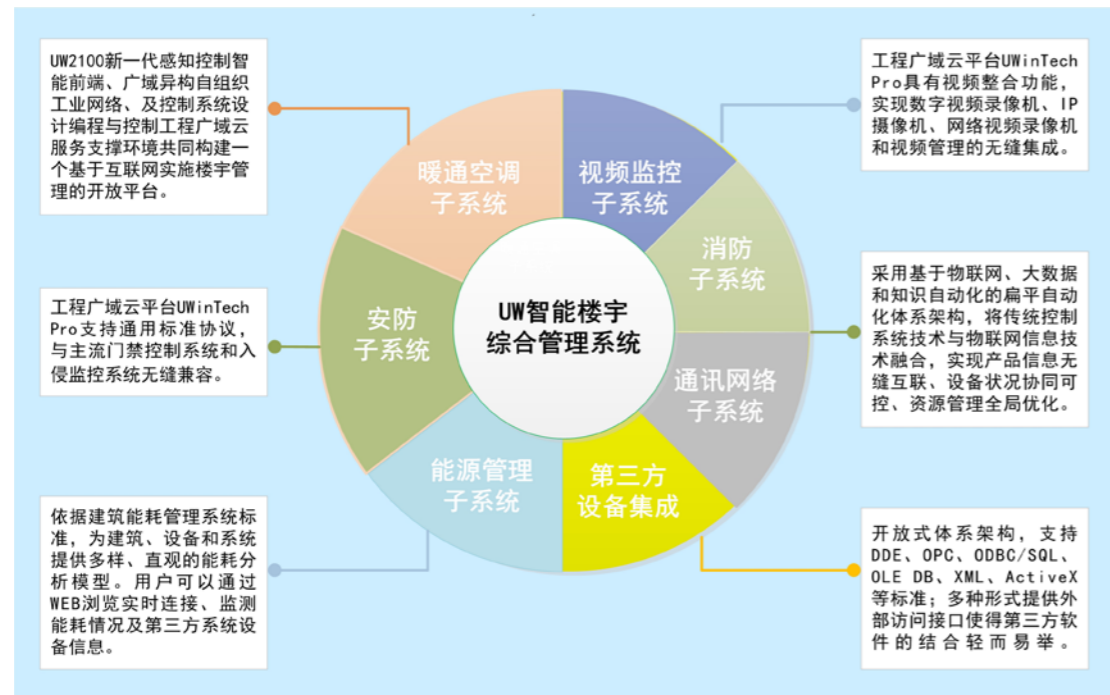 UW2100新一代感知控制智
能前端、广域异构自组织
工业网络、及控制系统设
计编程与控制工程广域云
服务支撑环境共同构建一
个基于互联网实施楼宇管
理的开放平台。
工程广域云平台UWinTech
Pro支持通用标准协议，
与主流门禁控制系统和入
侵监控系统无缝兼容。
依据建筑能耗管理系统标
准，为建筑、设备和系统
提供多样、直观的能耗分
析模型。用户可以通过
WEB浏览实时连接、监测
能耗情况及第三方系统设
备信息。
暖通空调
子系统
视频监控
子系统
消防
子系统
安防
子系统
UW智能楼宇
综合管理系统
通讯网络
子系统
能源管理
子系统
第三方
设备集成
工程广域云平台UWinTech
Pro具有视频整合功能，
实现数字视频录像机、IP
摄像机、网络视频录像机
和视频管理的无缝集成。
采用基于物联网、大数据
和知识自动化的扁平自动
化体系架构，将传统控制
系统技术与物联网信息技
术融合，实现产品信息无
缝互联、设备状况协同可
控、资源管理全局优化。
开放式体系架构，支持
DDE、OPC、ODBC/SQL、
OLE DB、XML、ActiveX
等标准；多种形式提供外
部访问接口使得第三方软
件的结合轻而易举。